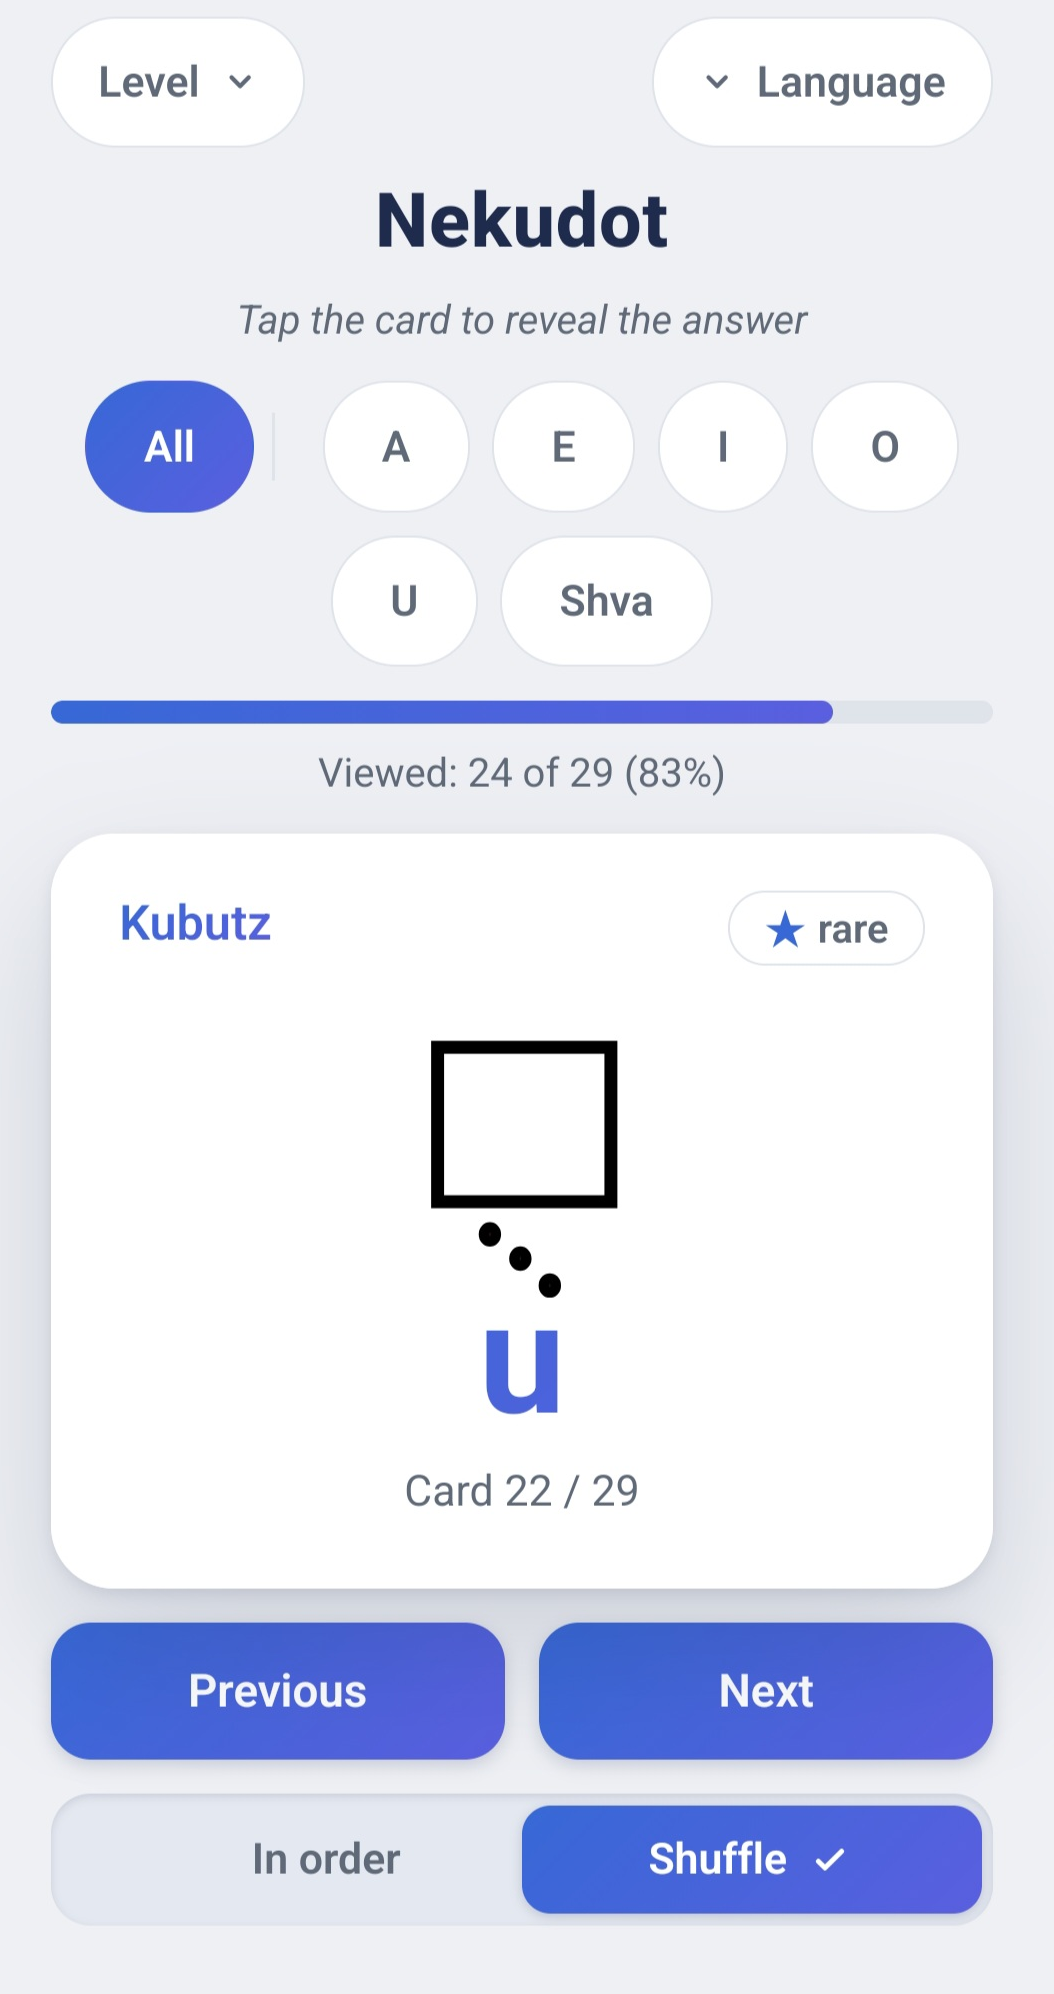 Level
Language
Nekudot
Tap the card to reveal the answer
All
A
E
I
O
U
Shva
Viewed: 24 of 29 (83%)
Kubutz
★ rare
u
Card 22 / 29
Previous
Next
In order
Shuffle ✓